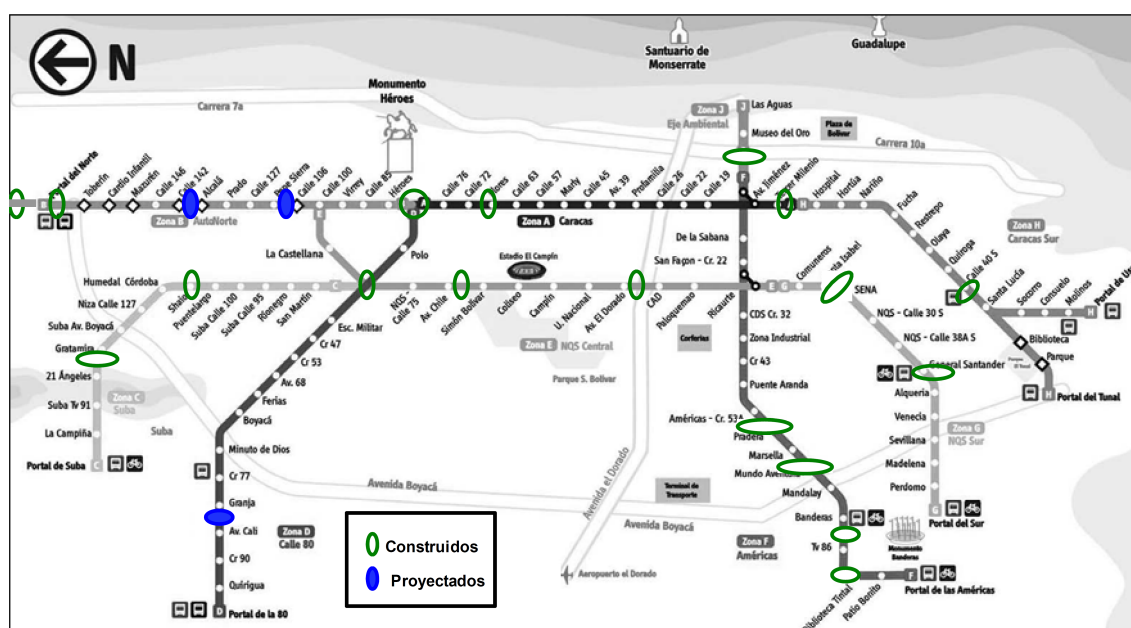 N
Santuario de
Monserrate
Guadalupe
Monumento
Héroes
Carrera 7a
Zona J
Eje Ambiental
J
Las Aguas
Museo del Oro
Plaza de
Bolívar
Carrera 10a
F
Portal del Norte
Toberín
Cardio Infantil
Mazurén
Calle 146
Calle 142
Alcalá
Prado
Calle 127
Pepe Sierra
Calle 106
Calle 100
Virrey
Calle 85
Héroes
Calle 76
Calle 72
Flores
Calle 63
Calle 57
Marly
Calle 45
Av. 39
Profamilia
Calle 26
Calle 22
Calle 19
Av. Jiménez
Tercer Milenio
H
Hospital
Hortúa
Nariño
Fucha
Restrepo
Olaya
Quiroga
Calle 40 S
Santa Lucía
Socorro
Consuelo
Molinos
H
Zona H
Caracas Sur
Zona B
AutoNorte
Zona A
Caracas
E
D
La Castellana
Polo
Estadio El Campín
De la Sabana
San Façon - Cr. 22
Humedal Córdoba
Niza Calle 127
Suba Av. Boyacá
Gratamira
21 Ángeles
Suba Tv 91
La Campiña
Portal de Suba
C
Zona C
Suba
Suba
Shaio
Puentelargo
Suba Calle 100
Suba Calle 95
Rionegro
San Martín
C
NQS -
Calle 75
Av. Chile
Simón Bolívar
Coliseo
Campín
U. Nacional
Av. El Dorado
CAD
Paloquemao
Ricaurte
E
G
Comuneros
SENA
NQS - Calle 30 S
NQS - Calle 38A S
General Santander
Alqueria
Venecia
Sevillana
Madelena
Perdomo
G
Portal del Sur
Zona G
NQS Sur
Biblioteca
Parque
Parque
El Tunal
H
Portal del Tunal
Esc. Militar
Cr 47
Cr 53
Av. 68
Ferias
Boyacá
Minuto de Dios
Cr 77
Granja
Av. Cali
Cr 90
Quirigua
D
Portal de la 80
Zona D
Calle 80
Zona E
NQS Central
Parque S. Bolívar
Corferias
CDS Cr. 32
Zona Industrial
Cr 43
Puente Aranda
Américas - Cr. 53A
Pradera
Marsella
Mandalay
Banderas
Tv 86
Biblioteca Tintal
Patio Bonito
F
Portal de las Américas
Zona F
Américas
Monumento
Banderas
Terminal de
Transporte
Avenida Boyacá
Avenida Boyacá
Avenida el Dorado
Aeropuerto el Dorado
Construidos
Proyectados